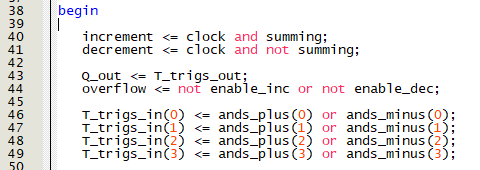 38 begin
39
40 increment <= clock and summing;
41 decrement <= clock and not summing;
42
43 Q_out <= T_trigs_out;
44 overflow <= not enable_inc or not enable_dec;
45
46 T_trigs_in(0) <= ands_plus(0) or ands_minus(0);
47 T_trigs_in(1) <= ands_plus(1) or ands_minus(1);
48 T_trigs_in(2) <= ands_plus(2) or ands_minus(2);
49 T_trigs_in(3) <= ands_plus(3) or ands_minus(3);
50